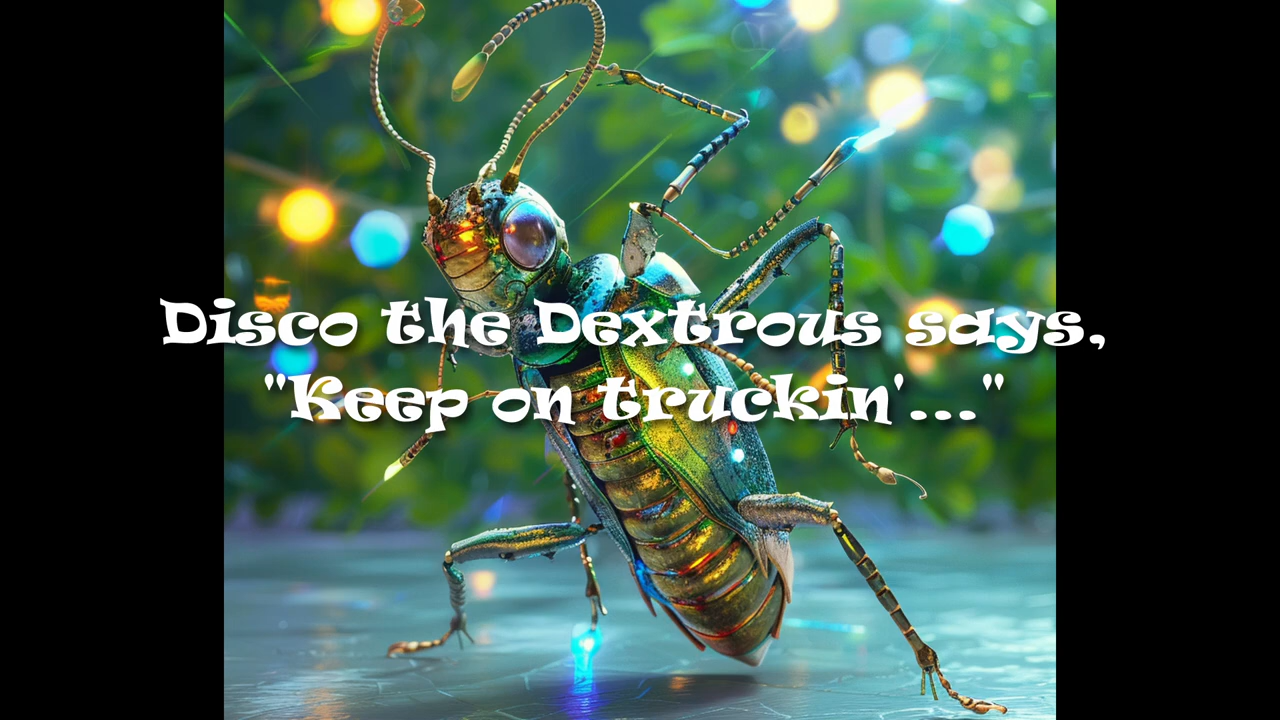 Disco the Dextrous says,
"Keep on truckin'..."